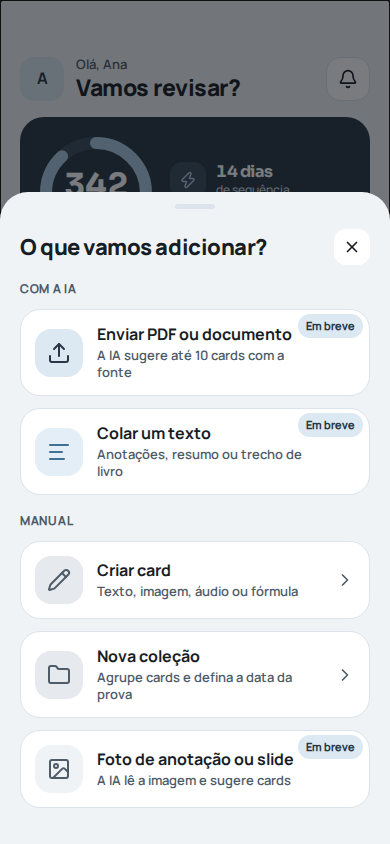 Olá, Ana
A
Vamos revisar?
342
14 dias
de sequência
O que vamos adicionar?
COM A IA
Enviar PDF ou documento
Em breve
A IA sugere até 10 cards com a
fonte
Colar um texto
Em breve
Anotações, resumo ou trecho de
livro
MANUAL
Criar card
Texto, imagem, áudio ou fórmula
Nova coleção
Agrupe cards e defina a data da
prova
Foto de anotação ou slide
Em breve
A IA lê a imagem e sugere cards